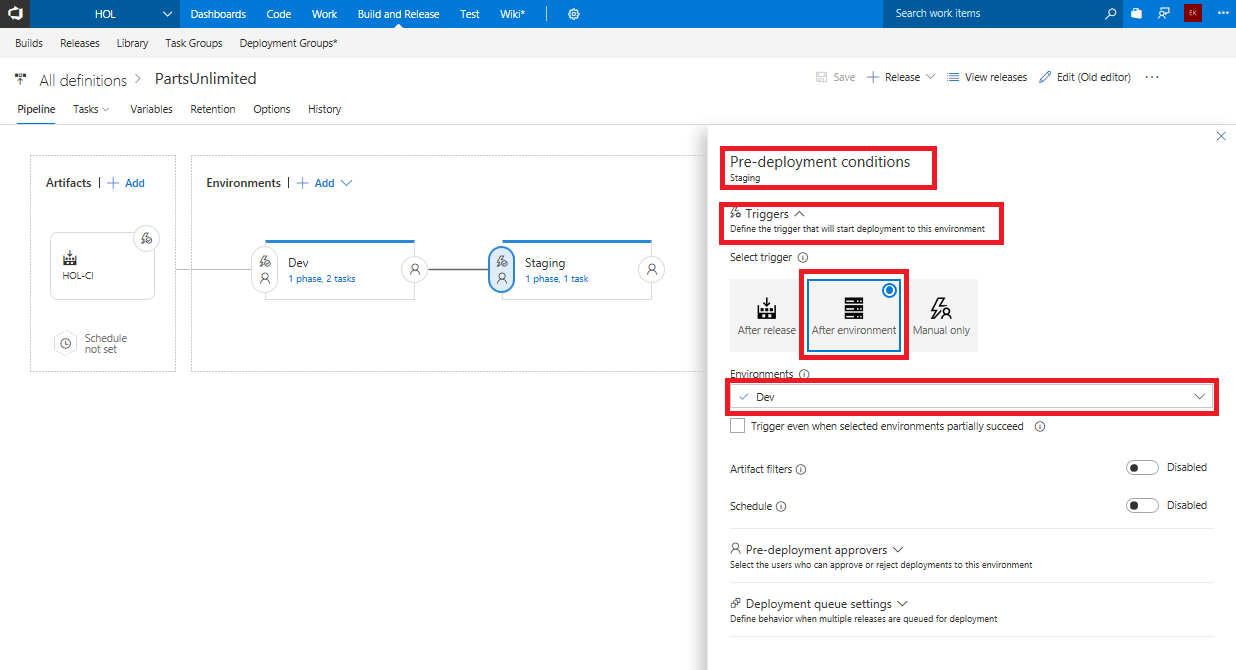 HOL
Dashboards Code Work Build and Release Test Wiki*
Search work items
EK
Builds Releases Library Task Groups Deployment Groups*
All definitions > PartsUnlimited
Save Release View releases Edit (Old editor) ...
Pipeline Tasks Variables Retention Options History
Artifacts | + Add
Environments | + Add
HOL-CI
Schedule
not set
Dev
1 phase, 2 tasks
Staging
1 phase, 1 task
Pre-deployment conditions
Staging
Triggers
Define the trigger that will start deployment to this environment
Select trigger
After release
After environment
Manual only
Environments
Dev
Trigger even when selected environments partially succeed
Artifact filters
Disabled
Schedule
Disabled
Pre-deployment approvers
Select the users who can approve or reject deployments to this environment
Deployment queue settings
Define behavior when multiple releases are queued for deployment